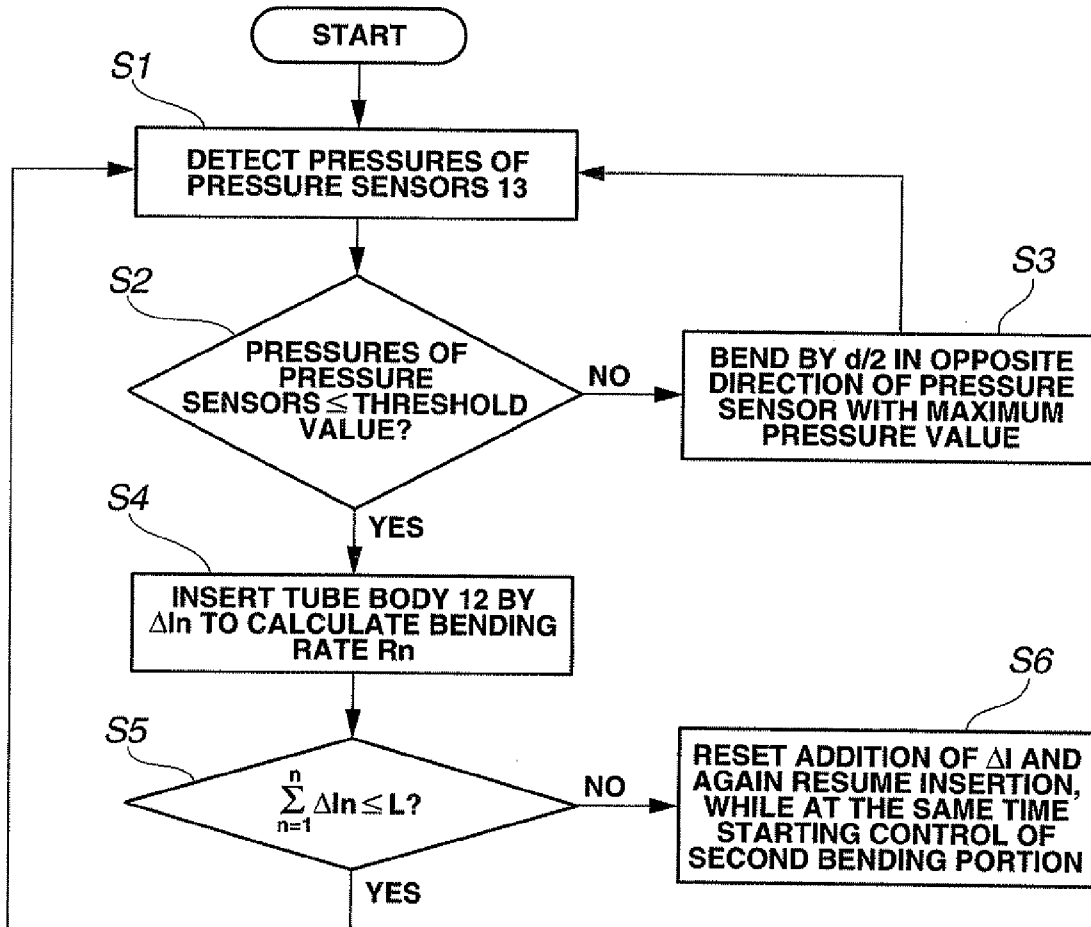 START
S1
DETECT PRESSURES OF
PRESSURE SENSORS 13
S2
PRESSURES OF
PRESSURE
SENSORS ≦ THRESHOLD
VALUE?
NO
S3
BEND BY d/2 IN OPPOSITE
DIRECTION OF PRESSURE
SENSOR WITH MAXIMUM
PRESSURE VALUE
YES
S4
INSERT TUBE BODY 12 BY
Δln TO CALCULATE BENDING
RATE Rn
S5
n
Σ Δln ≦ L?
n=1
NO
S6
RESET ADDITION OF Δl AND
AGAIN RESUME INSERTION,
WHILE AT THE SAME TIME
STARTING CONTROL OF
SECOND BENDING PORTION
YES